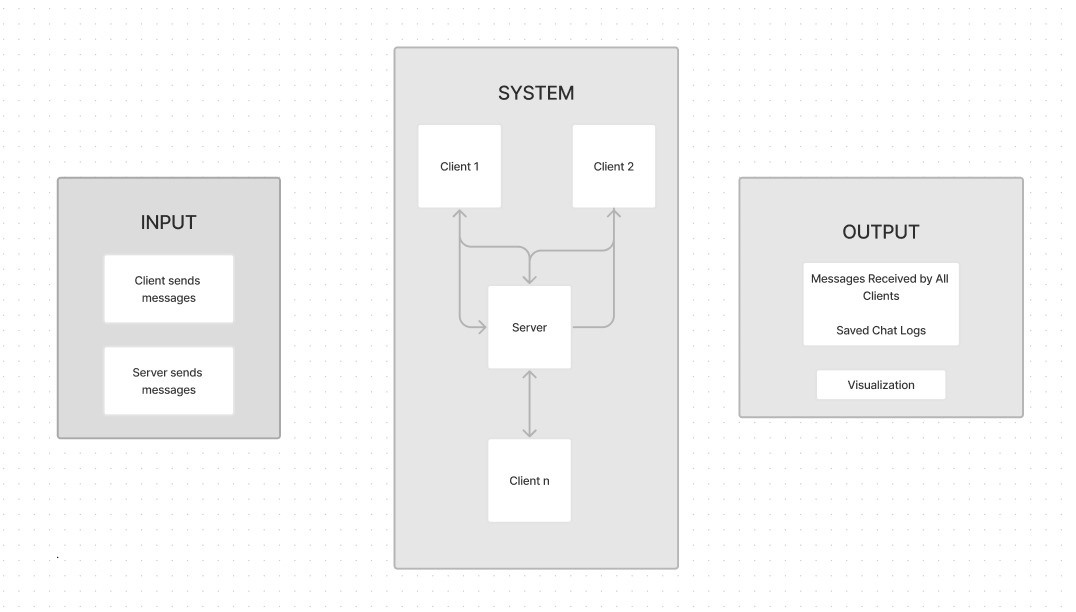 INPUT
Client sends
messages
Server sends
messages
SYSTEM
Client 1
Client 2
Server
Client n
OUTPUT
Messages Received by All
Clients
Saved Chat Logs
Visualization